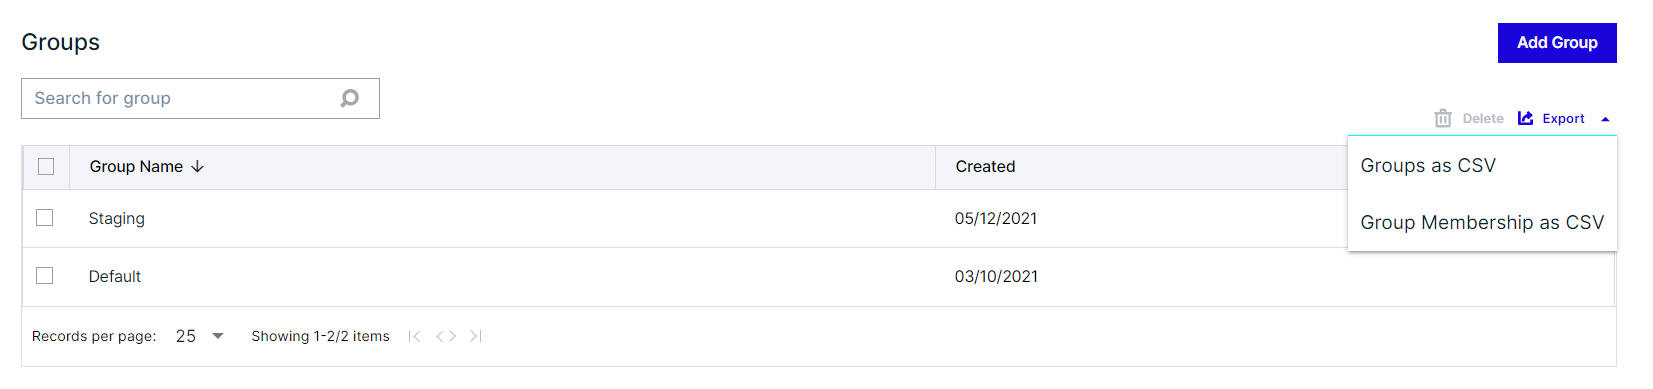 Groups
Add Group
Search for group
Delete Export
Group Name Created
Groups as CSV
Staging 05/12/2021
Group Membership as CSV
Default 03/10/2021
Records per page: 25 Showing 1-2/2 items